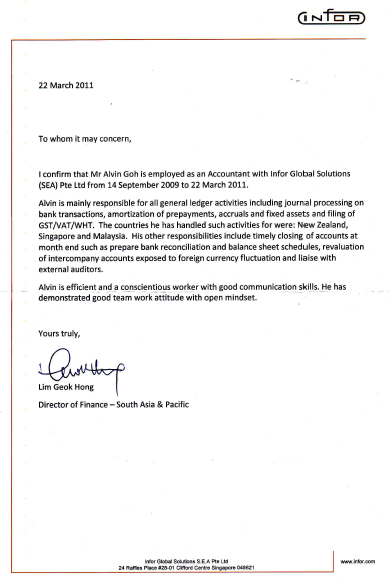 INFOR
22 March 2011
To whom it may concern,
I confirm that Mr Alvin Goh is employed as an Accountant with Infor Global Solutions
(SEA) Pte Ltd from 14 September 2009 to 22 March 2011.
Alvin is mainly responsible for all general ledger activities including journal processing on
bank transactions, amortization of prepayments, accruals and fixed assets and filing of
GST/VAT/WHT. The countries he has handled such activities for were: New Zealand,
Singapore and Malaysia. His other responsibilities include timely closing of accounts at
month end such as prepare bank reconciliation and balance sheet schedules, revaluation
of intercompany accounts exposed to foreign currency fluctuation and liaise with
external auditors.
Alvin is efficient and a conscientious worker with good communication skills. He has
demonstrated good team work attitude with open mindset.
Yours truly,
Lim Geok Hong
Director of Finance – South Asia & Pacific
Infor Global Solutions S.E.A Pte Ltd
24 Raffles Place #28-01 Clifford Centre Singapore 048621
www.infor.com